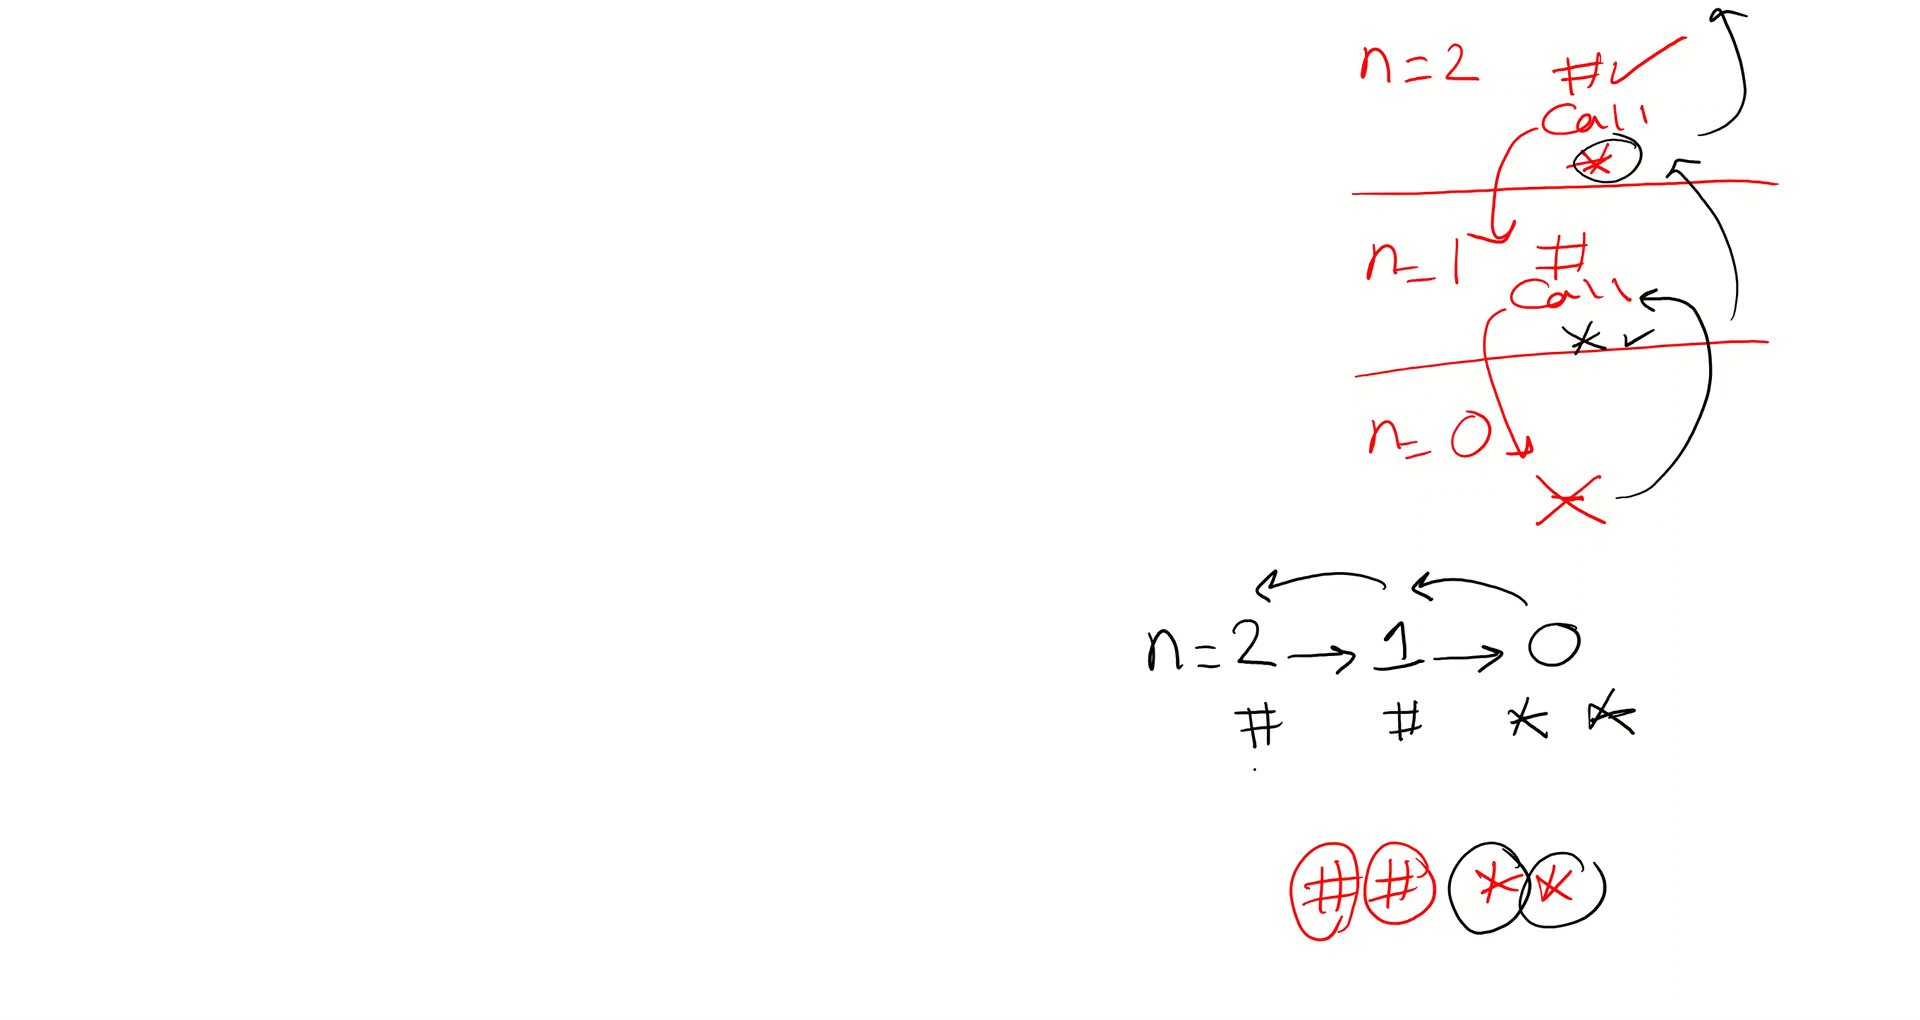 n=2 #✓
Call
*
n=1 #
Call
* ✓
n=0
×
n=2→1→0
# # * *
# # * *